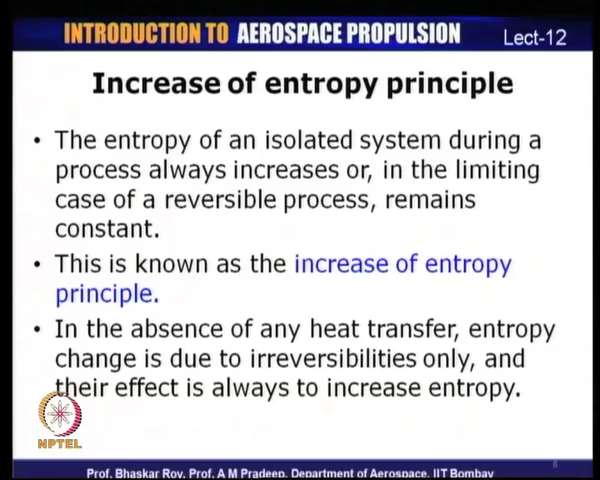 INTRODUCTION TO AEROSPACE PROPULSION Lect-12
Increase of entropy principle
• The entropy of an isolated system during a
process always increases or, in the limiting
case of a reversible process, remains
constant.
• This is known as the increase of entropy
principle.
• In the absence of any heat transfer, entropy
change is due to irreversibilities only, and
their effect is always to increase entropy.
NPTEL
8
Prof. Bhaskar Roy, Prof. A M Pradeep, Department of Aerospace, IIT Bombay